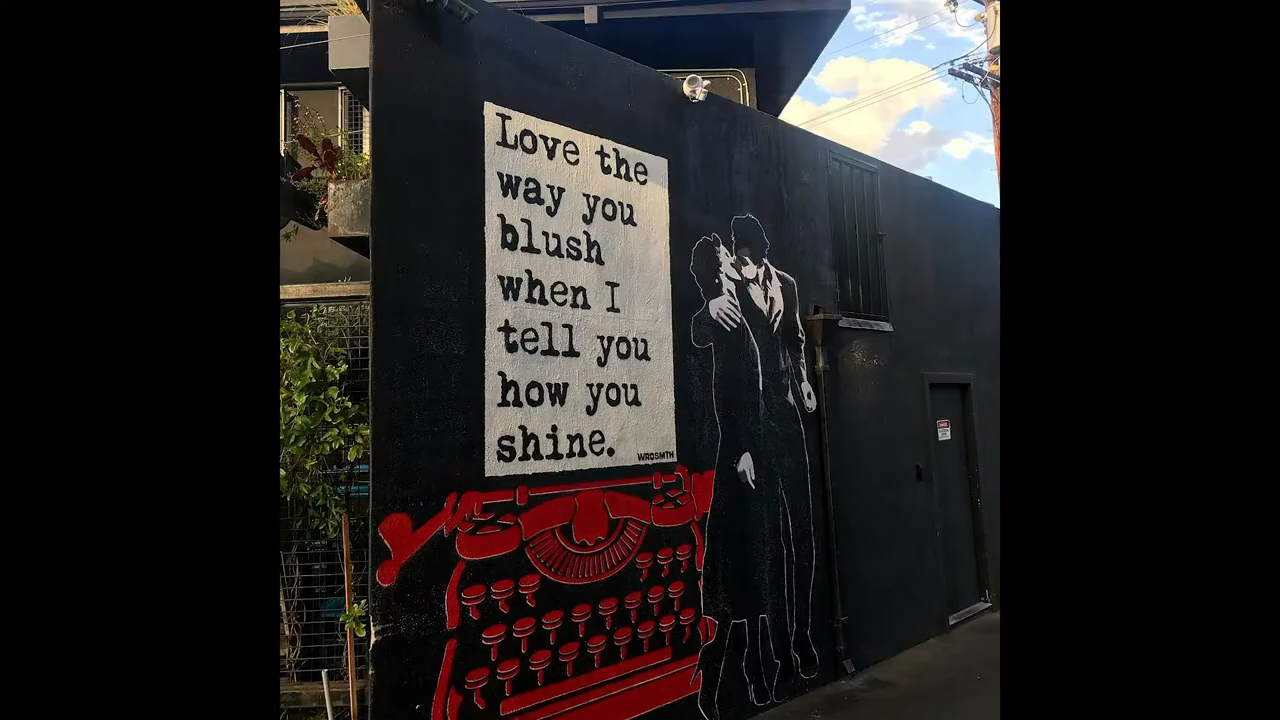 Love the
way you
blush
when I
tell you
how you
shine.
WRDSMTH